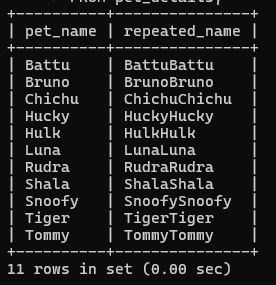 from pet_details;
+----------+---------------+
| pet_name | repeated_name |
+----------+---------------+
| Battu    | BattuBattu    |
| Bruno    | BrunoBruno    |
| Chichu   | ChichuChichu  |
| Hucky    | HuckyHucky    |
| Hulk     | HulkHulk      |
| Luna     | LunaLuna      |
| Rudra    | RudraRudra    |
| Shala    | ShalaShala    |
| Snoofy   | SnoofySnoofy  |
| Tiger    | TigerTiger    |
| Tommy    | TommyTommy    |
+----------+---------------+
11 rows in set (0.00 sec)